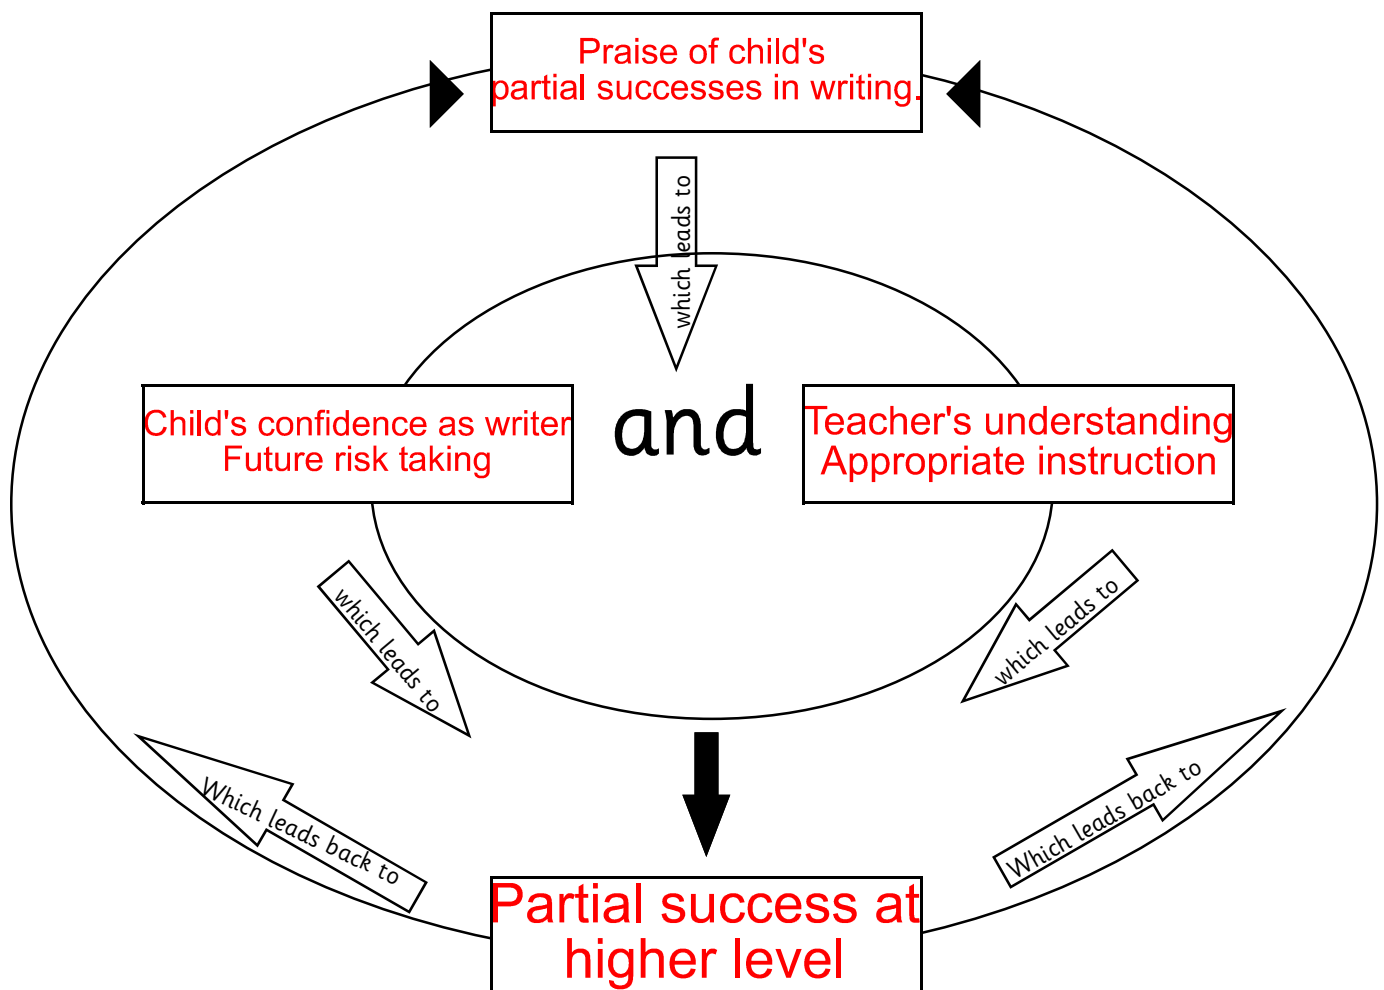 Praise of child's
partial successes in writing.
which leads to
Child's confidence as writer
Future risk taking
and
Teacher's understanding
Appropriate instruction
which leads to
which leads to
Which leads back to
Which leads back to
Partial success at
higher level